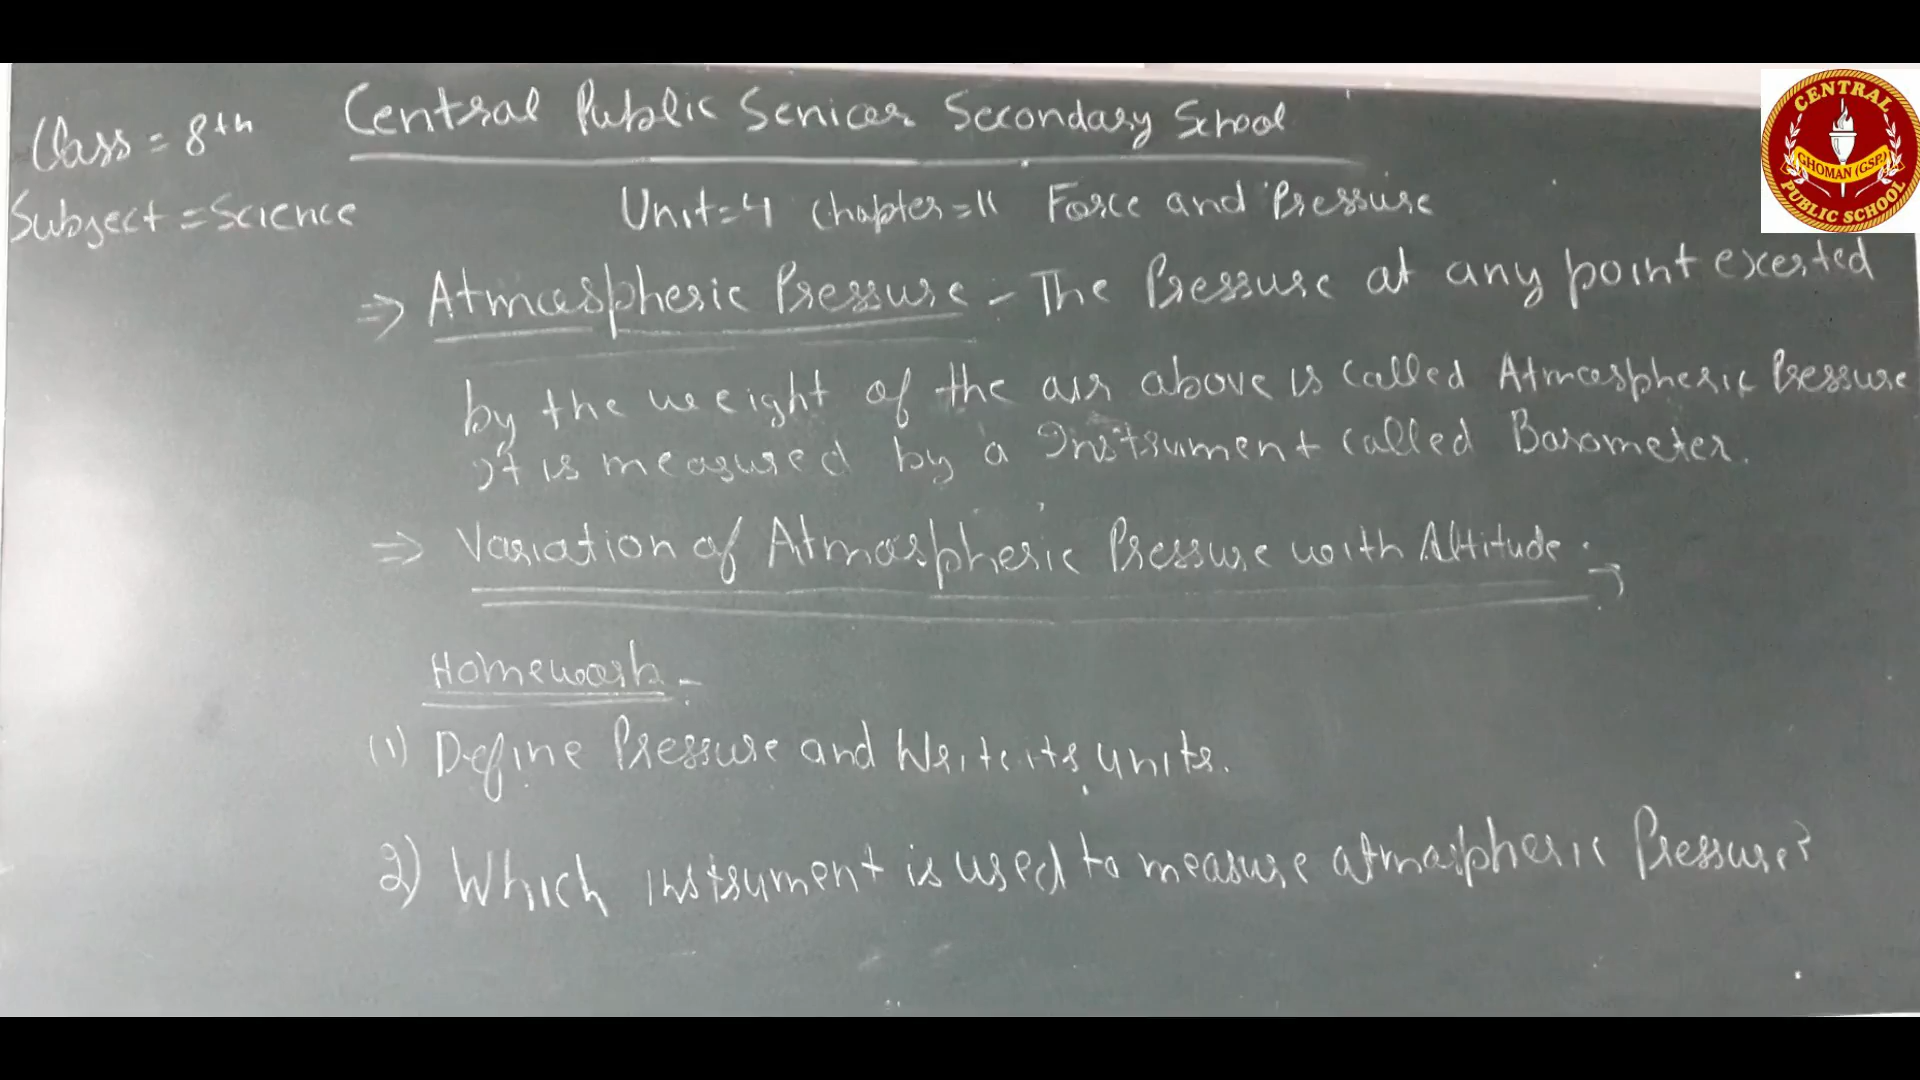 Class = 8th
Central Public Senior Secondary School
Subject = Science
Unit=4 Chapter=11 Force and Pressure
⇒ Atmospheric Pressure - The Pressure at any point exerted
by the weight of the air above is called Atmospheric Pressure
It is measured by a Instrument called Barometer.
⇒ Variation of Atmospheric Pressure with Altitude.
Homework -
(1) Define Pressure and Write its units.
2) Which instrument is used to measure atmospheric Pressure?
CENTRAL
GHOMAN (GSP.)
PUBLIC SCHOOL